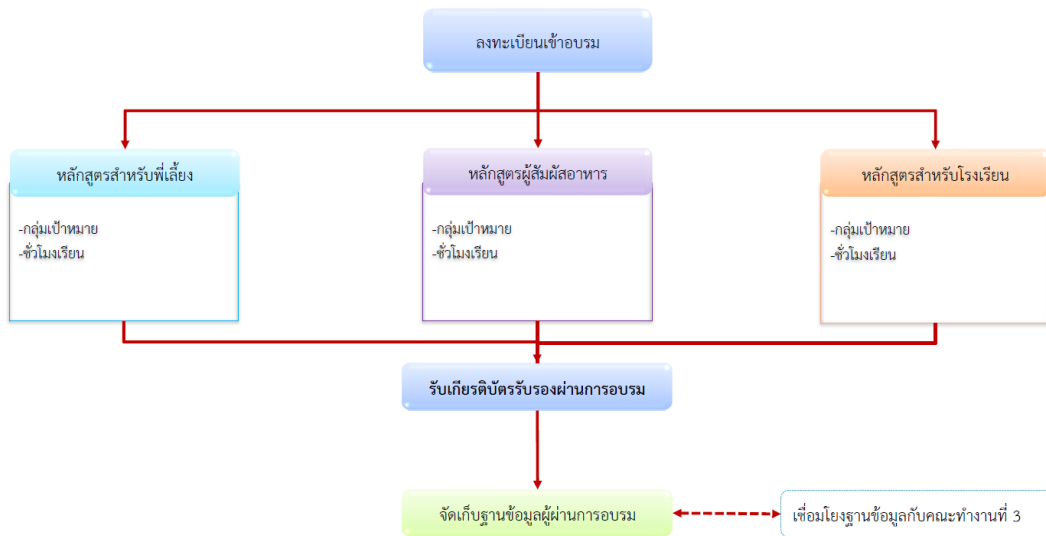 ลงทะเบียนเข้าอบรม
หลักสูตรสำหรับพี่เลี้ยง
-กลุ่มเป้าหมาย
-ชั่วโมงเรียน
หลักสูตรผู้สัมผัสอาหาร
-กลุ่มเป้าหมาย
-ชั่วโมงเรียน
หลักสูตรสำหรับโรงเรียน
-กลุ่มเป้าหมาย
-ชั่วโมงเรียน
รับเกียรติบัตรรับรองผ่านการอบรม
จัดเก็บฐานข้อมูลผู้ผ่านการอบรม
เชื่อมโยงฐานข้อมูลกับคณะทำงานที่ 3